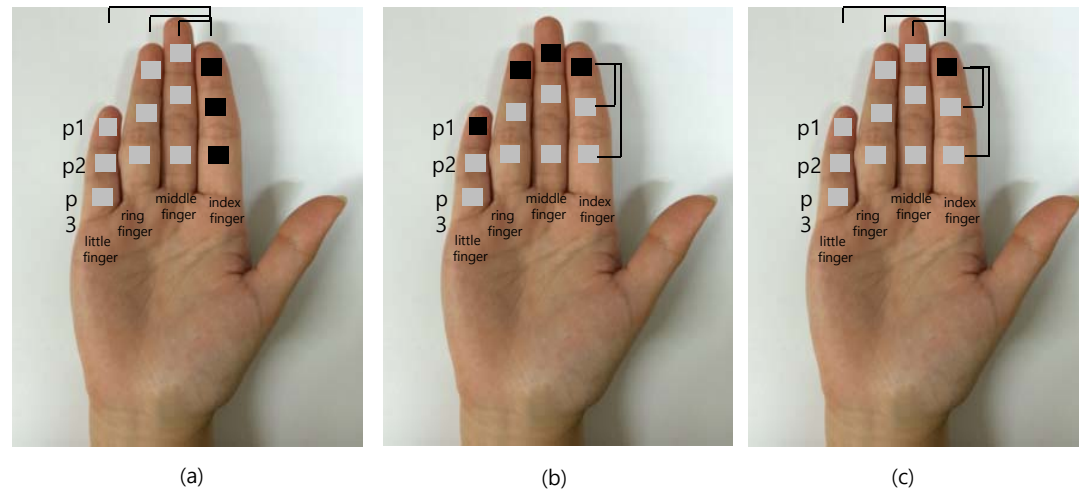 p1
p2
p
3
little
finger
ring
finger
middle
finger
index
finger
(a)
p1
p2
p
3
little
finger
ring
finger
middle
finger
index
finger
(b)
p1
p2
p
3
little
finger
ring
finger
middle
finger
index
finger
(c)